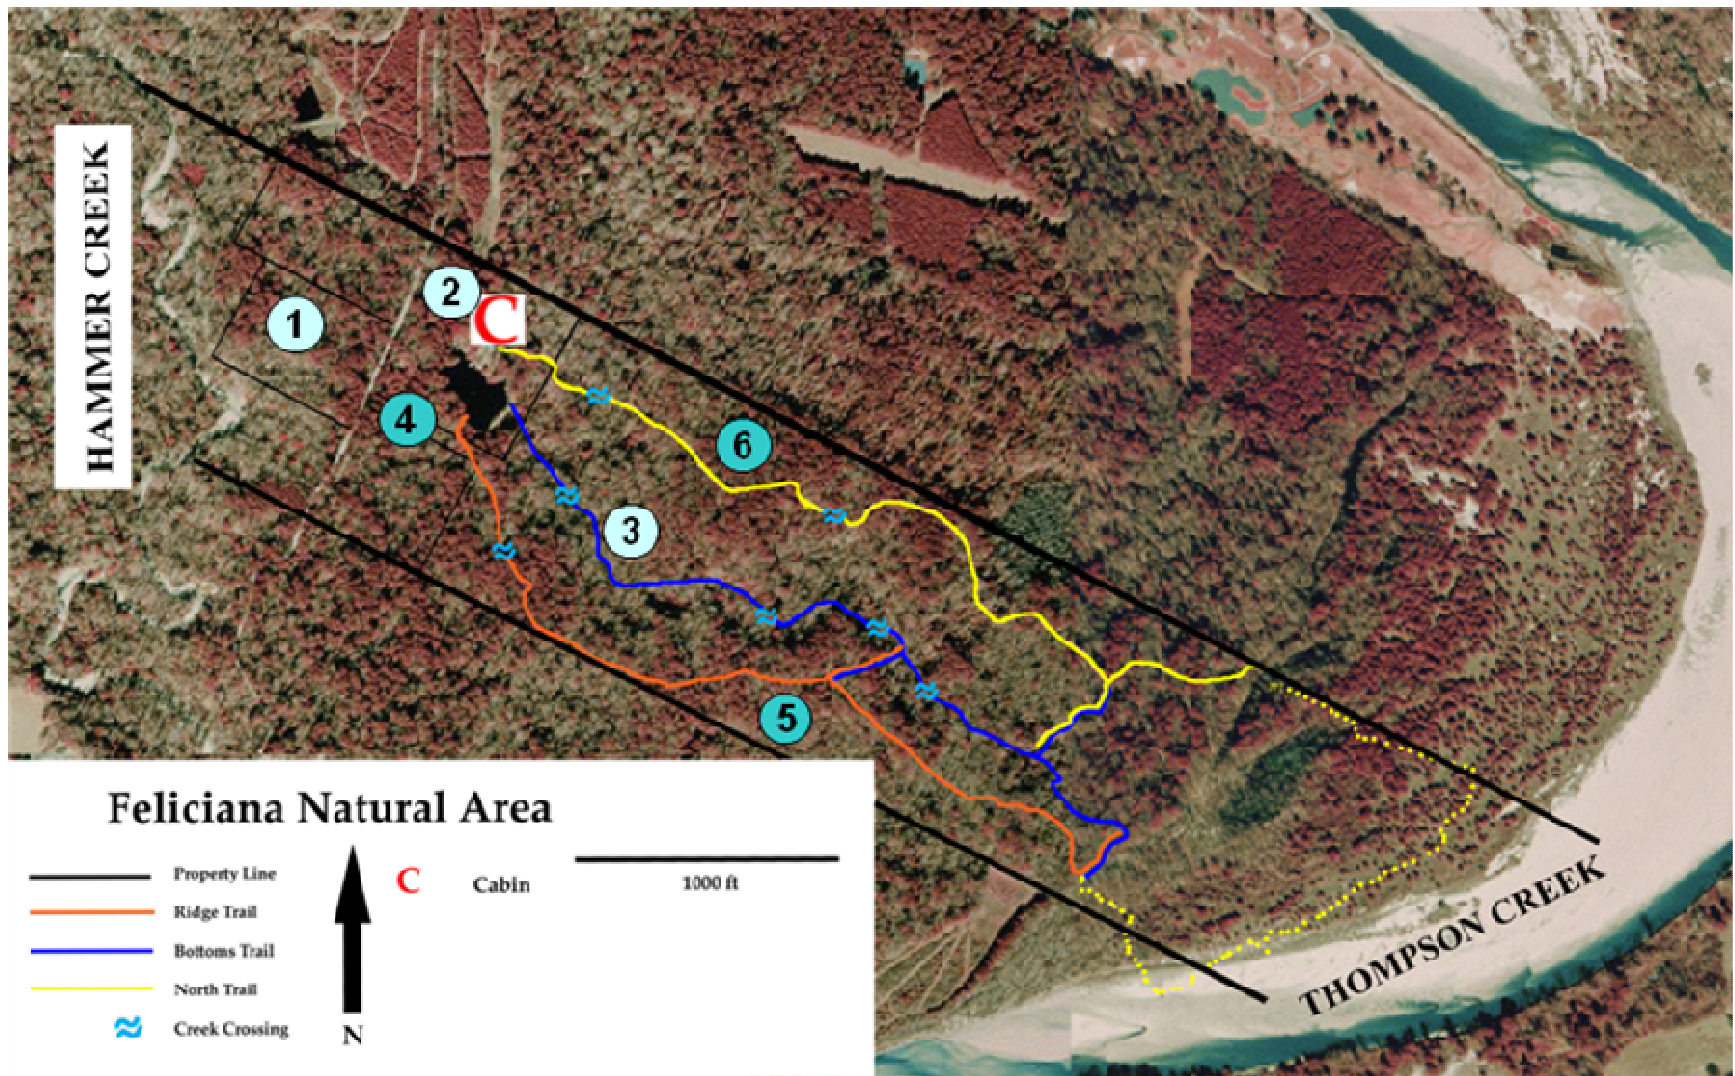 HAMMER CREEK
1
2
C
4
6
3
5
Feliciana Natural Area
Property Line
Ridge Trail
Bottoms Trail
North Trail
Creek Crossing
N
C Cabin
1000 ft
THOMPSON CREEK